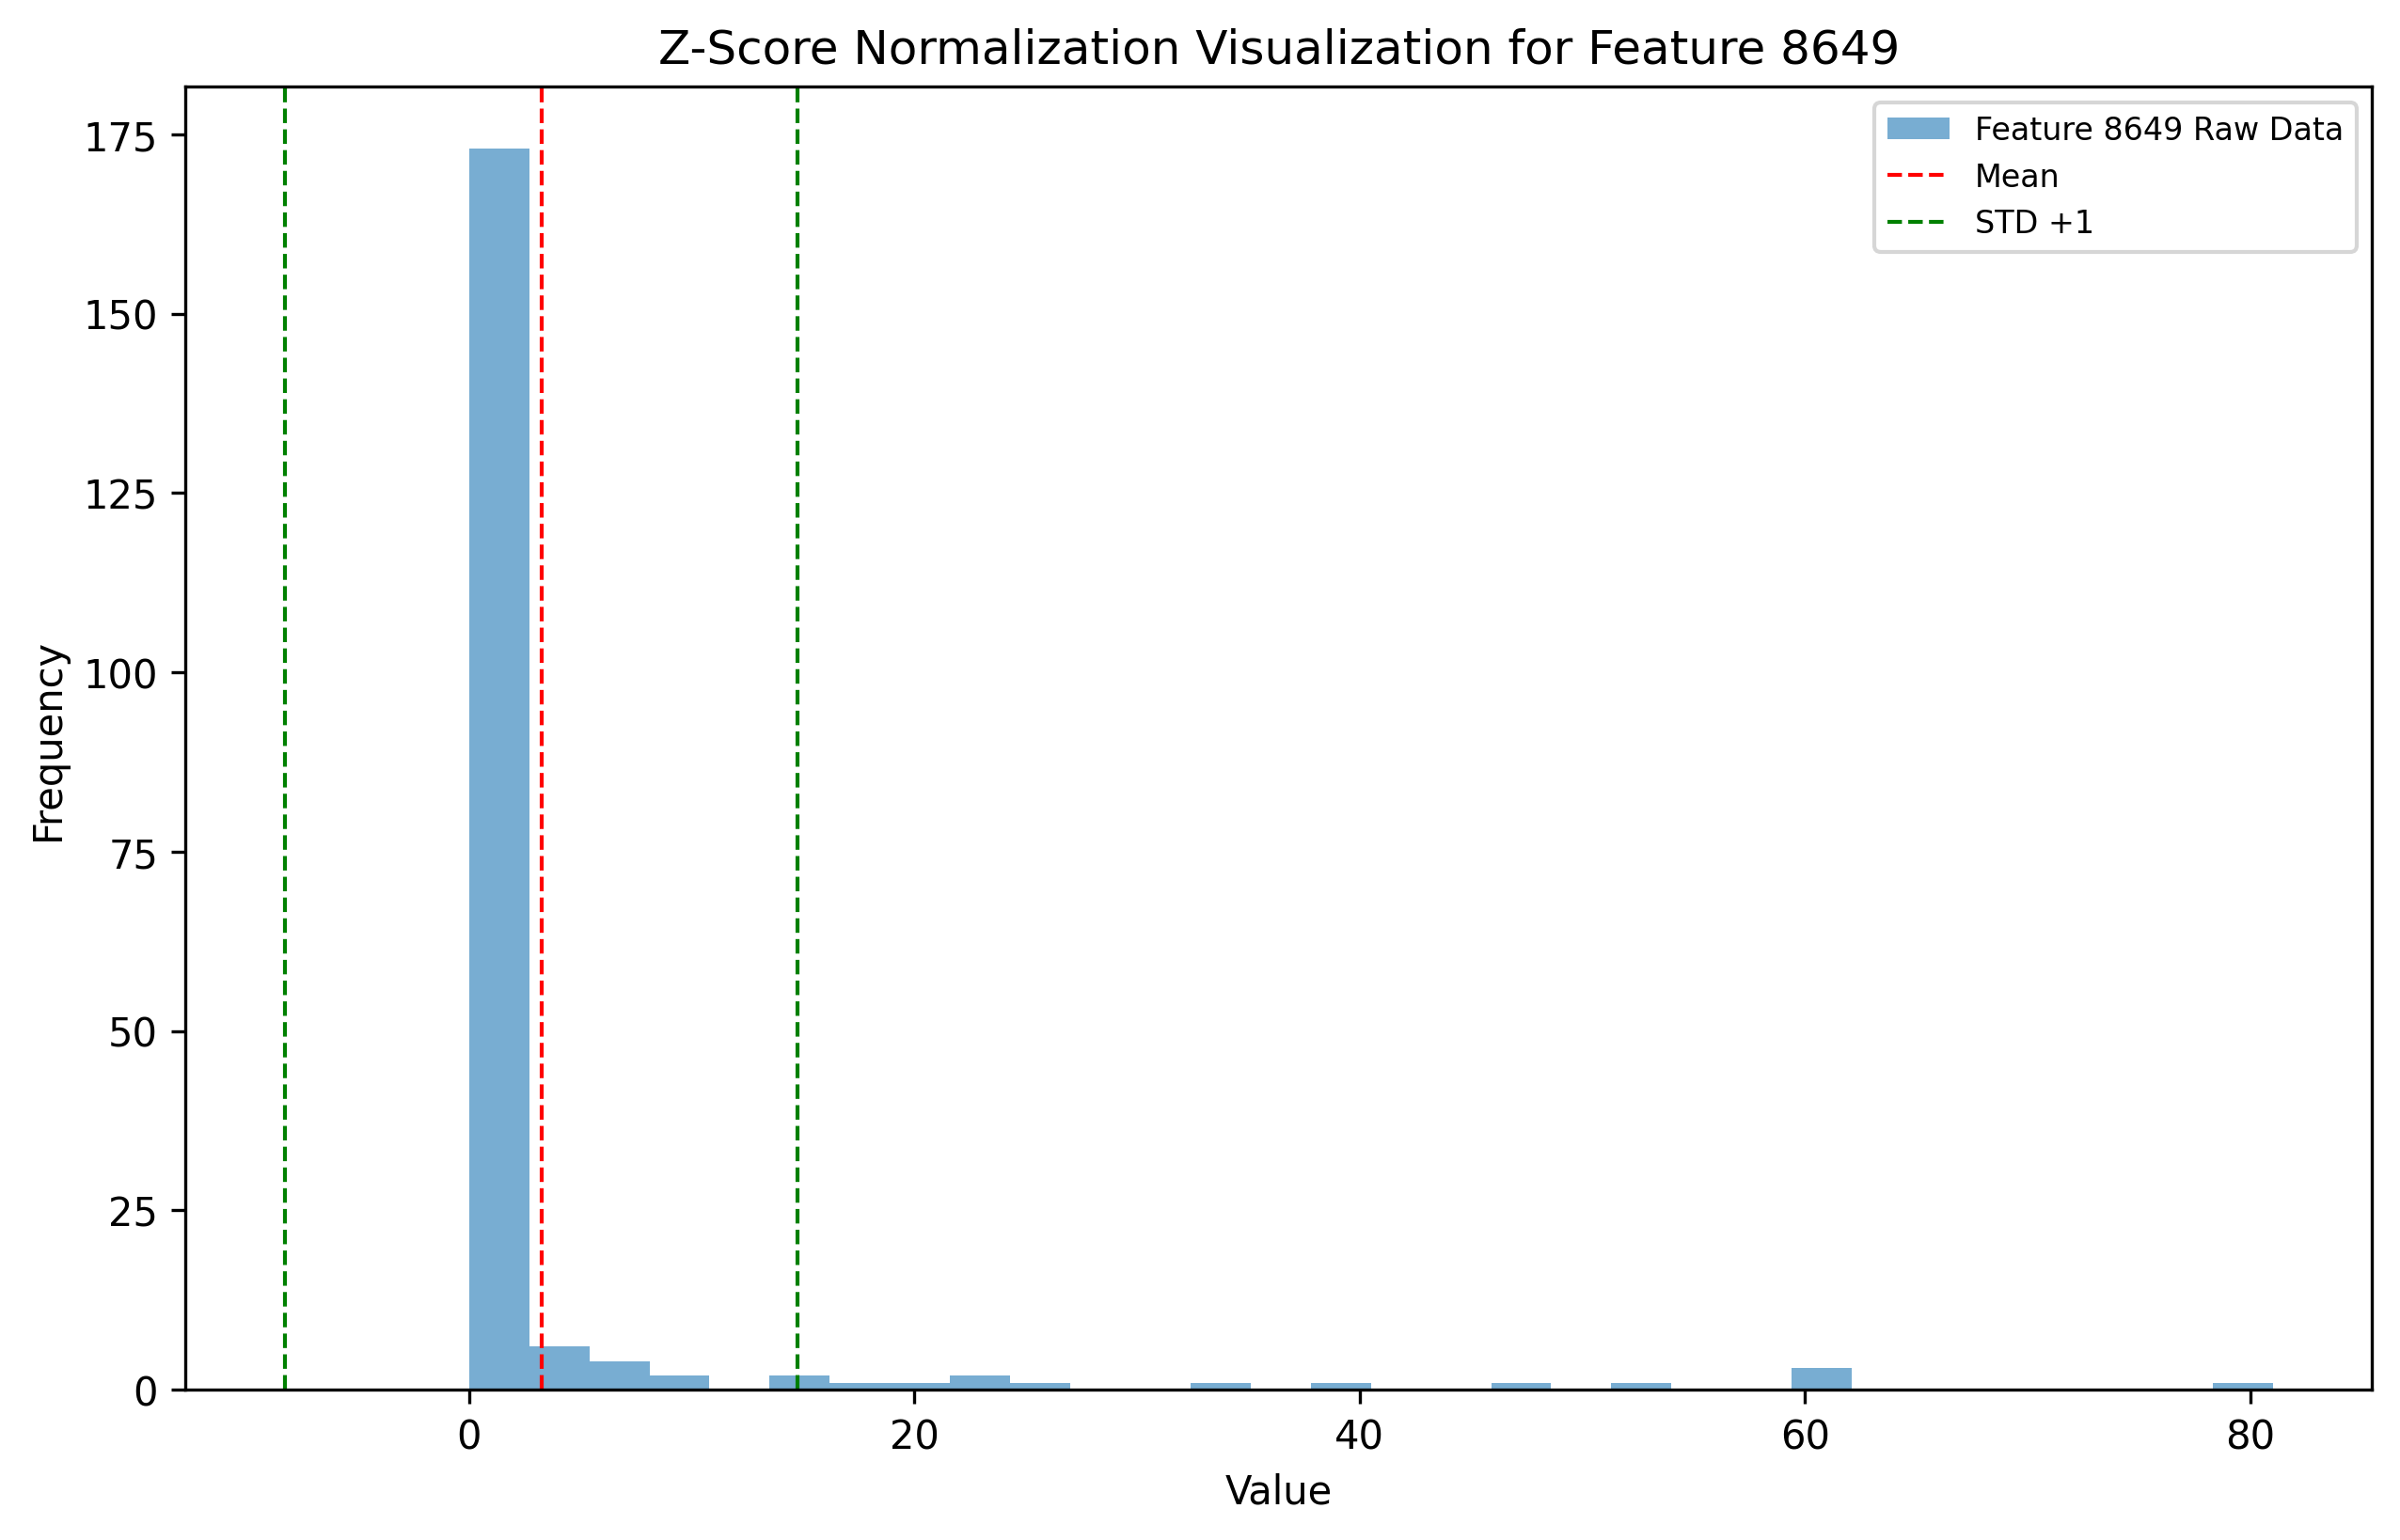 Z-Score Normalization Visualization for Feature 8649
Feature 8649 Raw Data
Mean
STD +1
175
150
125
100
75
50
25
0
Frequency
0 20 40 60 80
Value